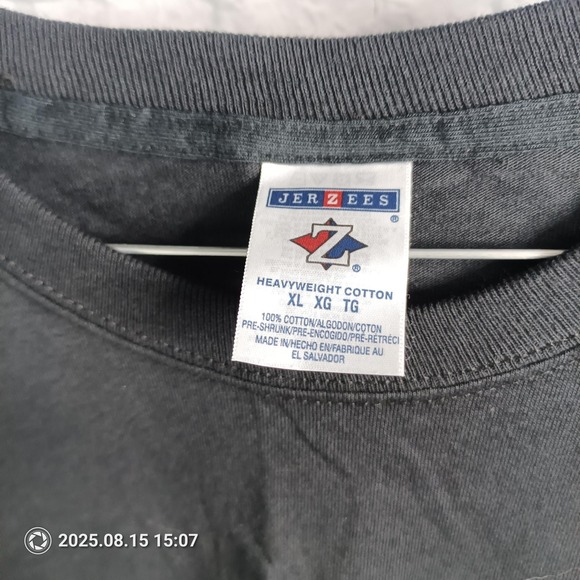 JERZEES
®
Z
®
HEAVYWEIGHT COTTON
XL XG TG
100% COTTON/ALGODON/COTON
PRE-SHRUNK/PRE-ENCOGIDO/PRÉ-RÉTRÉCI
MADE IN/HECHO EN/FABRIQUE AU
EL SALVADOR
2025.08.15 15:07